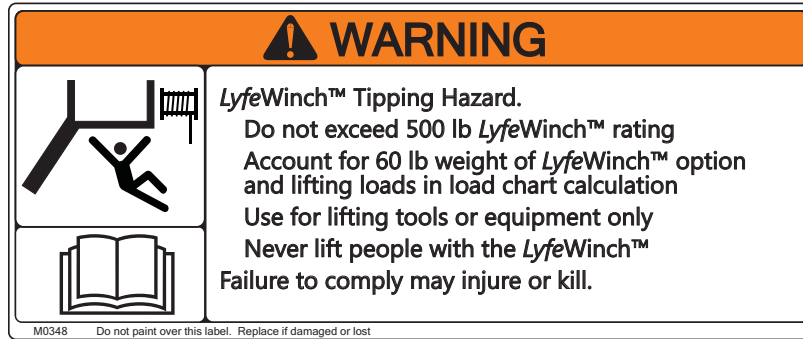 WARNING
LyfeWinch™ Tipping Hazard.
Do not exceed 500 lb LyfeWinch™ rating
Account for 60 lb weight of LyfeWinch™ option
and lifting loads in load chart calculation
Use for lifting tools or equipment only
Never lift people with the LyfeWinch™
Failure to comply may injure or kill.
M0348 Do not paint over this label. Replace if damaged or lost